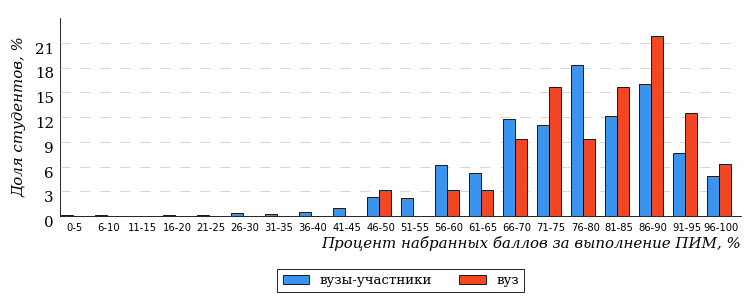 Доля студентов, %
21
18
15
12
9
6
3
0
0-5 6-10 11-15 16-20 21-25 26-30 31-35 36-40 41-45 46-50 51-55 56-60 61-65 66-70 71-75 76-80 81-85 86-90 91-95 96-100
Процент набранных баллов за выполнение ПИМ, %
вузы-участники вуз